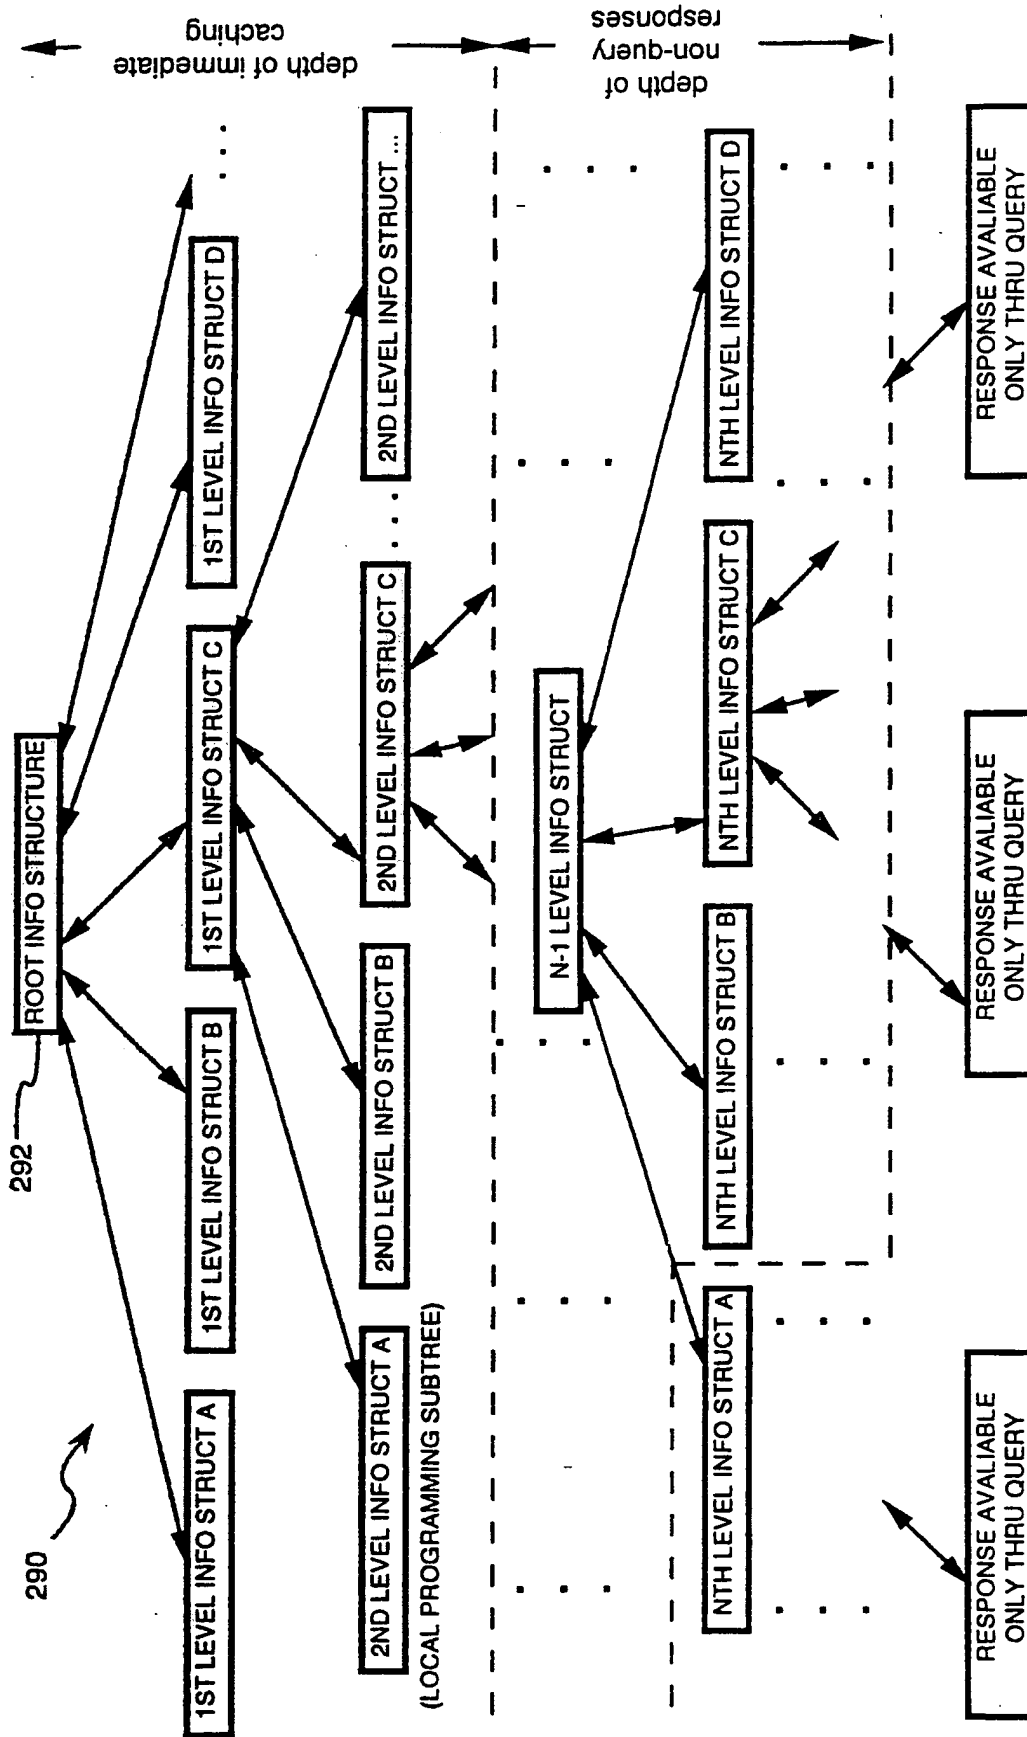 290
292
ROOT INFO STRUCTURE
1ST LEVEL INFO STRUCT A
1ST LEVEL INFO STRUCT B
1ST LEVEL INFO STRUCT C
1ST LEVEL INFO STRUCT D
. . .
depth of immediate
caching
2ND LEVEL INFO STRUCT A
(LOCAL PROGRAMMING SUBTREE)
2ND LEVEL INFO STRUCT B
2ND LEVEL INFO STRUCT C
. . .
2ND LEVEL INFO STRUCT ...
N-1 LEVEL INFO STRUCT
depth of
non-query
responses
NTH LEVEL INFO STRUCT A
NTH LEVEL INFO STRUCT B
NTH LEVEL INFO STRUCT C
NTH LEVEL INFO STRUCT D
RESPONSE AVALIABLE
ONLY THRU QUERY
RESPONSE AVALIABLE
ONLY THRU QUERY
RESPONSE AVALIABLE
ONLY THRU QUERY